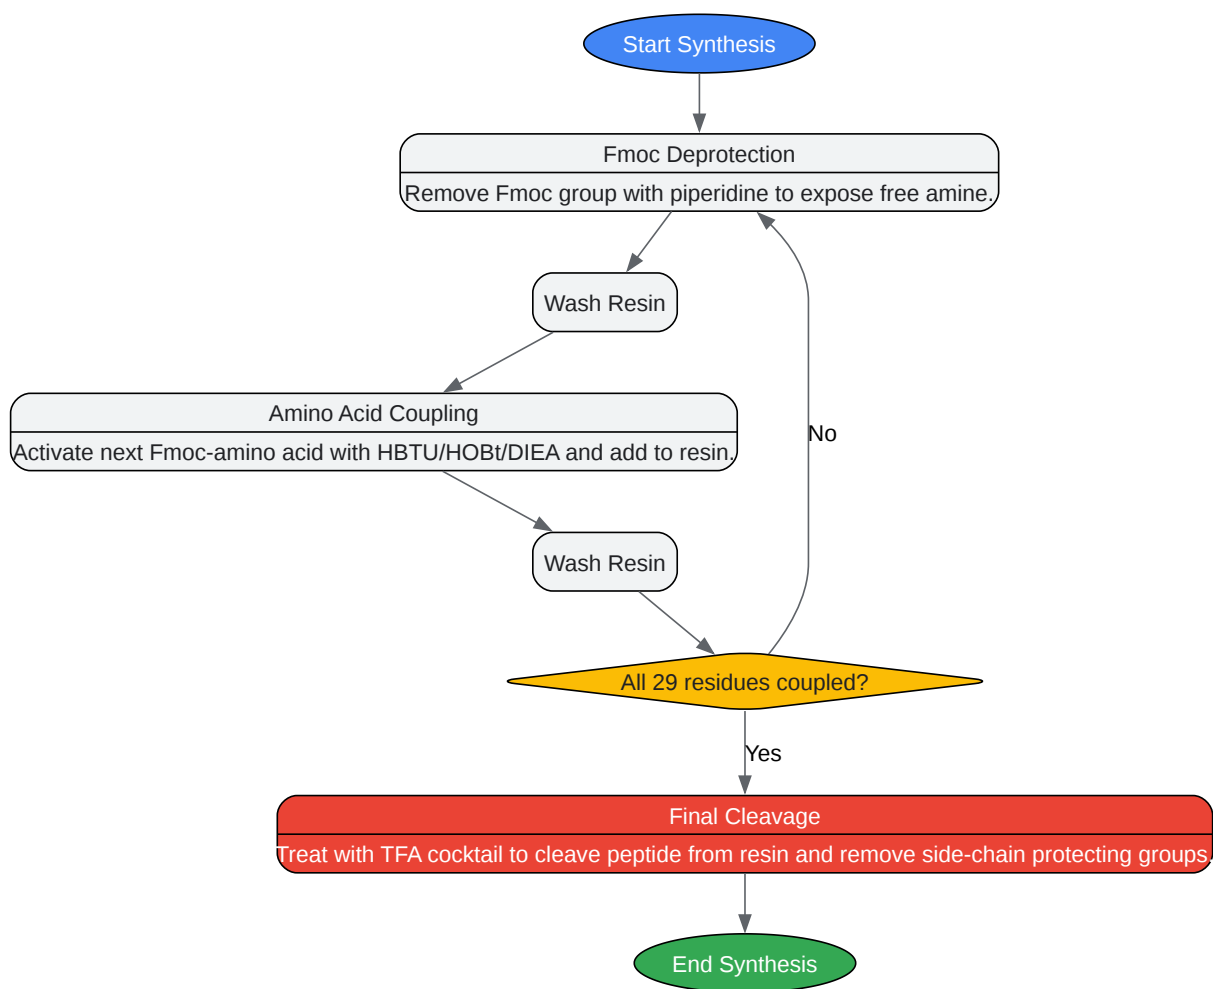 Start Synthesis
Fmoc Deprotection
Remove Fmoc group with piperidine to expose free amine.
Wash Resin
Amino Acid Coupling
Activate next Fmoc-amino acid with HBTU/HOBt/DIEA and add to resin.
No
Wash Resin
All 29 residues coupled?
Yes
Final Cleavage
Treat with TFA cocktail to cleave peptide from resin and remove side-chain protecting groups.
End Synthesis